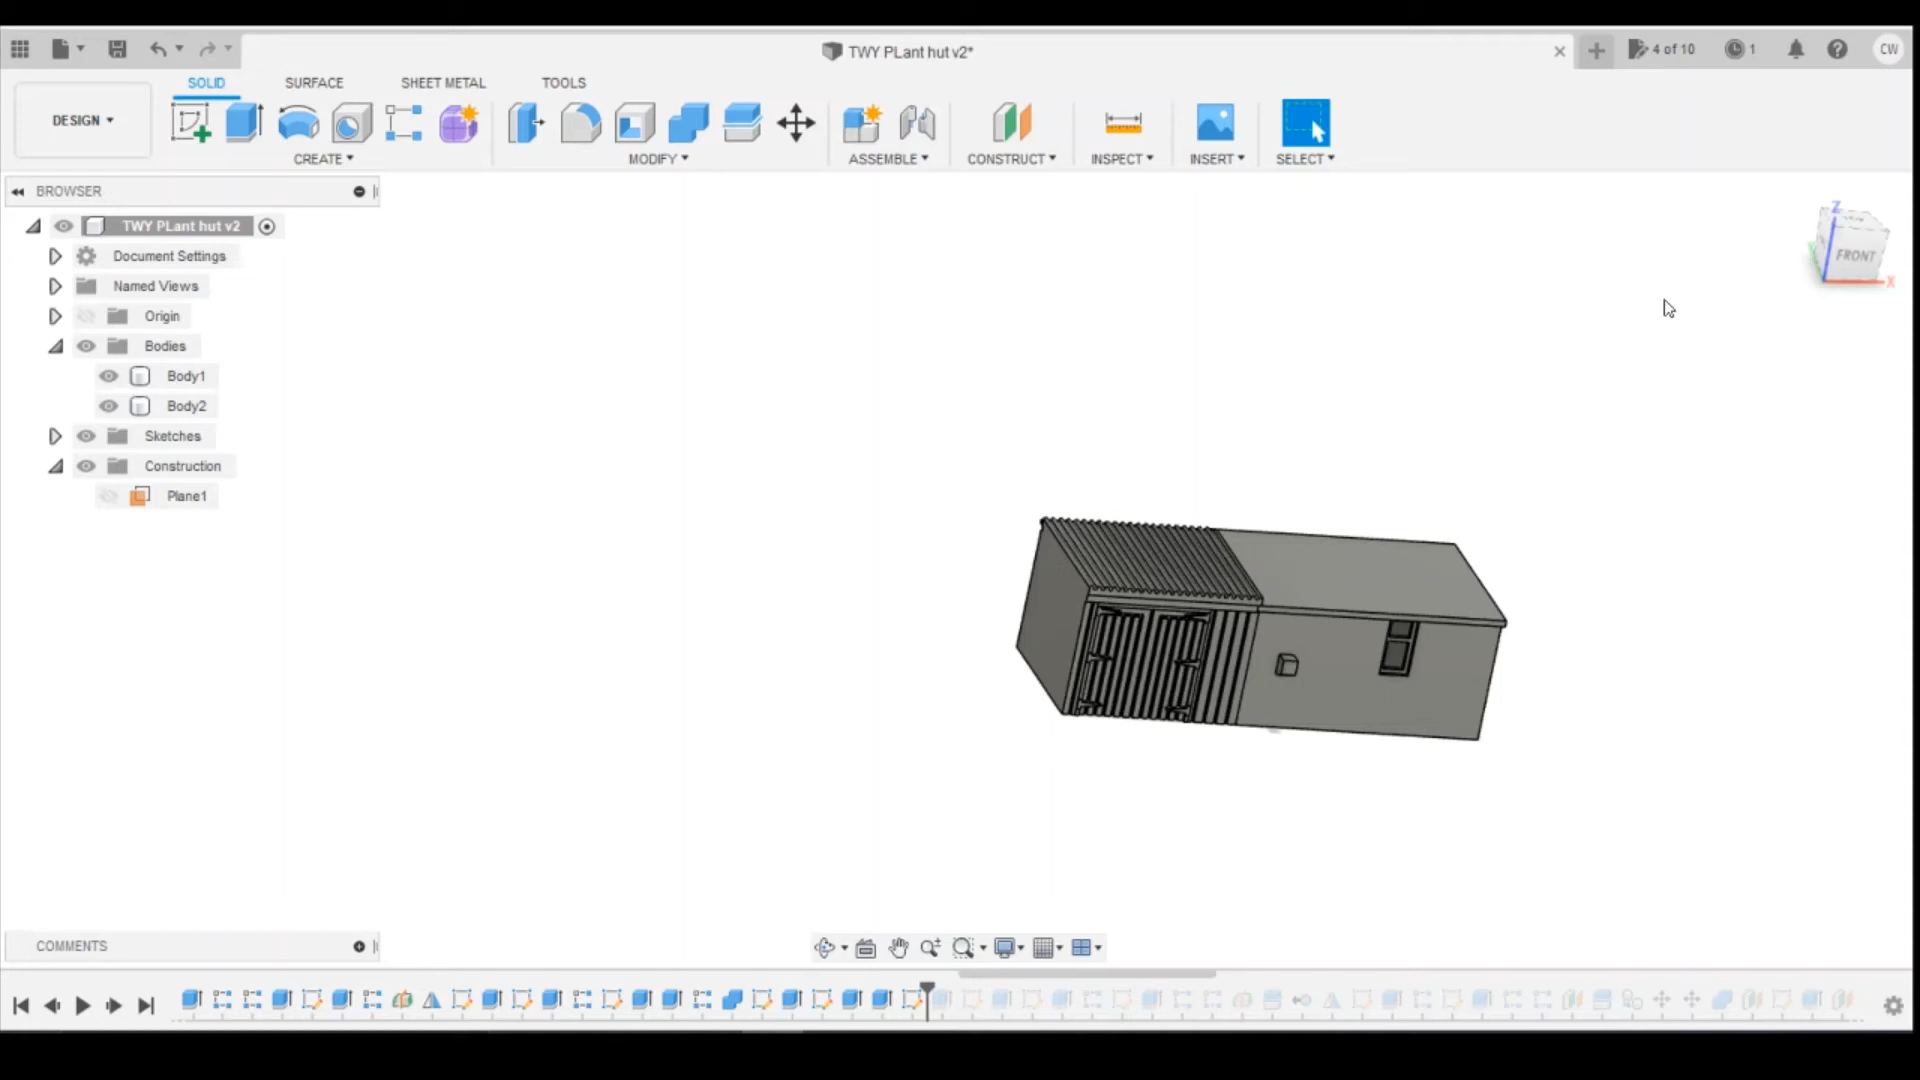 TWY PLant hut v2*
4 of 10
1
CW
SOLID
SURFACE
SHEET METAL
TOOLS
DESIGN
CREATE
MODIFY
ASSEMBLE
CONSTRUCT
INSPECT
INSERT
SELECT
BROWSER
TWY PLant hut v2
Document Settings
Named Views
Origin
Bodies
Body1
Body2
Sketches
Construction
Plane1
Z
FRONT
X
COMMENTS